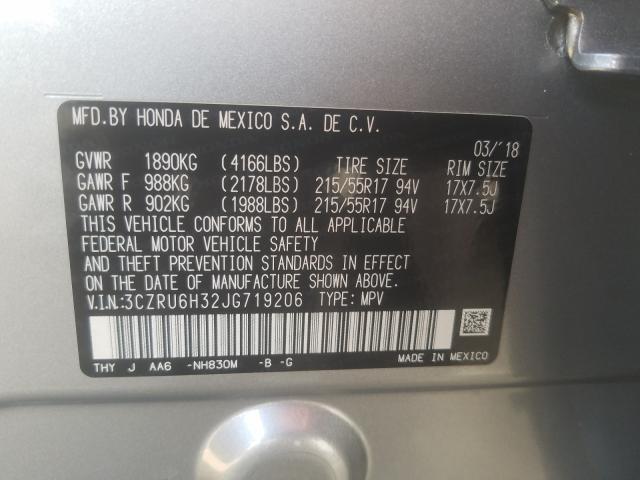 MFD.BY HONDA DE MEXICO S.A. DE C.V.
03/'18
GVWR 1890KG (4166LBS) TIRE SIZE RIM SIZE
GAWR F 988KG (2178LBS) 215/55R17 94V 17X7.5J
GAWR R 902KG (1988LBS) 215/55R17 94V 17X7.5J
THIS VEHICLE CONFORMS TO ALL APPLICABLE
FEDERAL MOTOR VEHICLE SAFETY
AND THEFT PREVENTION STANDARDS IN EFFECT
ON THE DATE OF MANUFACTURE SHOWN ABOVE.
V.I.N.:3CZRU6H32JG719206 TYPE: MPV
THY J AA6 -NH830M -B -G MADE IN MEXICO